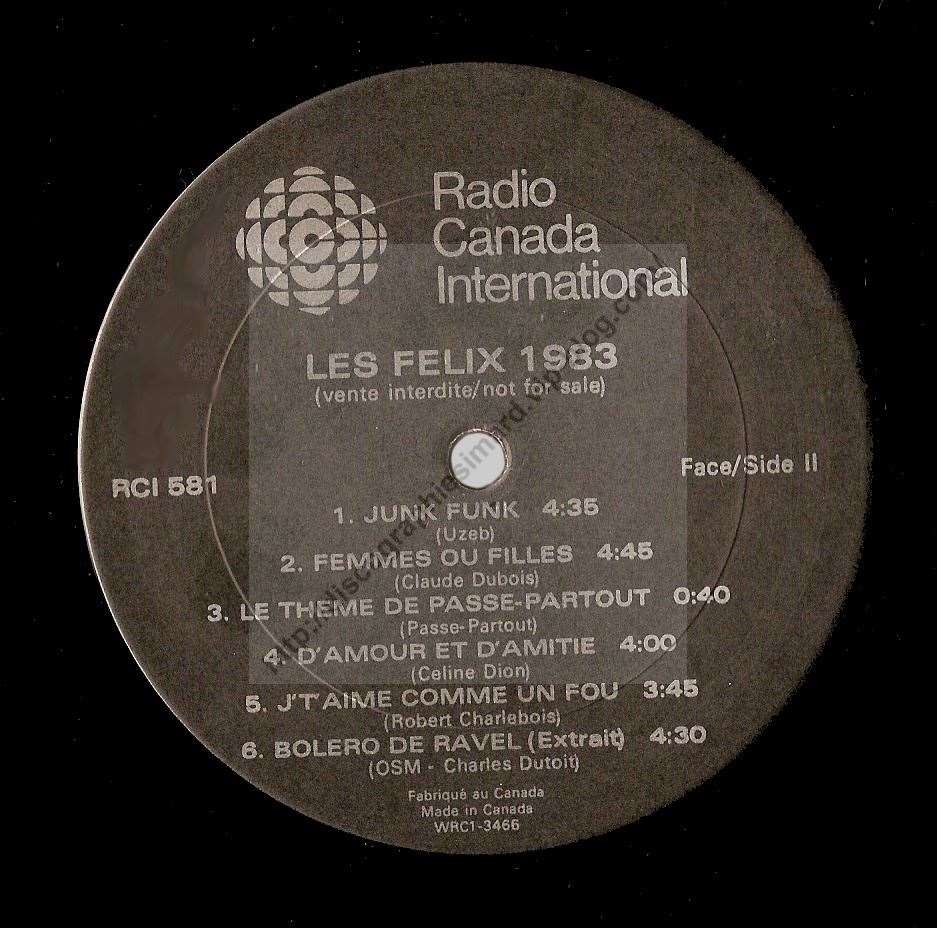 Radio
Canada
International
LES FELIX 1983
(vente interdite/not for sale)
RCI 581
Face/Side II
1. JUNK FUNK 4:35
(Uzeb)
2. FEMMES OU FILLES 4:45
(Claude Dubois)
3. LE THEME DE PASSE-PARTOUT 0:40
(Passe-Partout)
4. D'AMOUR ET D'AMITIE 4:00
(Celine Dion)
5. J'T'AIME COMME UN FOU 3:45
(Robert Charlebois)
6. BOLERO DE RAVEL (Extrait) 4:30
(OSM - Charles Dutoit)
Fabriqué au Canada
Made in Canada
WRC1-3466